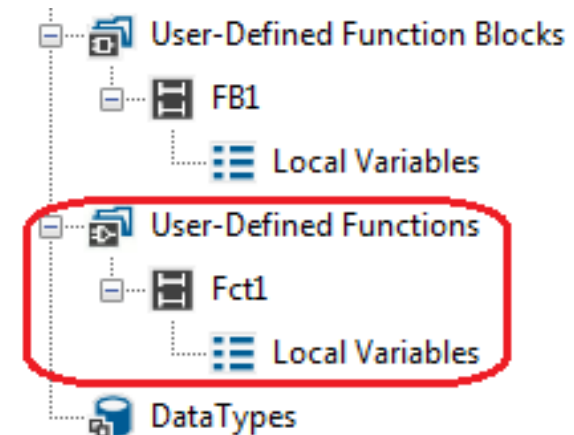 User-Defined Function Blocks
FB1
Local Variables
User-Defined Functions
Fct1
Local Variables
DataTypes